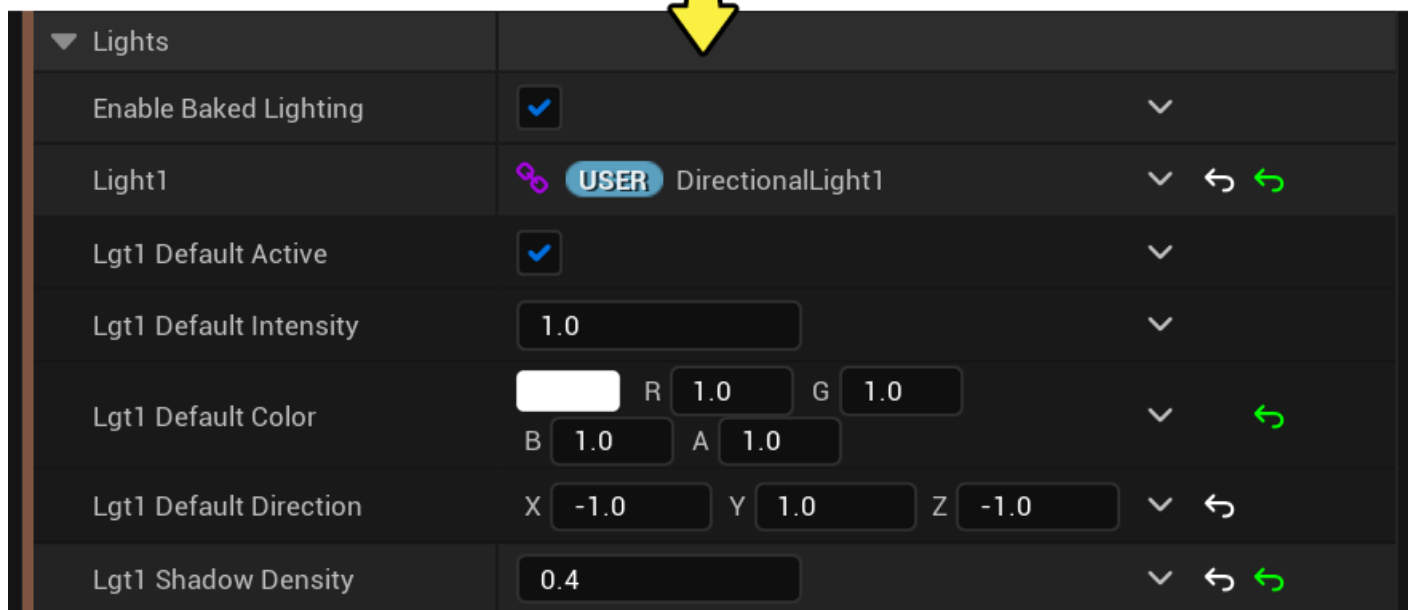 Lights
Enable Baked Lighting
Light1 USER DirectionalLight1
Lgt1 Default Active
Lgt1 Default Intensity 1.0
Lgt1 Default Color R 1.0 G 1.0
B 1.0 A 1.0
Lgt1 Default Direction X -1.0 Y 1.0 Z -1.0
Lgt1 Shadow Density 0.4